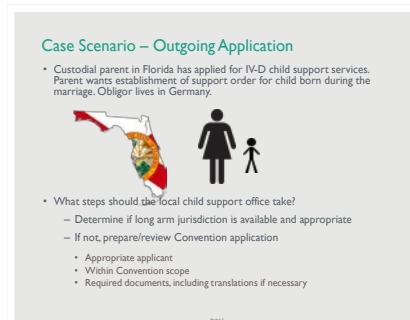 Case Scenario – Outgoing Application
• Custodial parent in Florida has applied for IV-D child support services.
Parent wants establishment of support order for child born during the
marriage. Obligor lives in Germany.
• What steps should the local child support office take?
– Determine if long arm jurisdiction is available and appropriate
– If not, prepare/review Convention application
• Appropriate applicant
• Within Convention scope
• Required documents, including translations if necessary